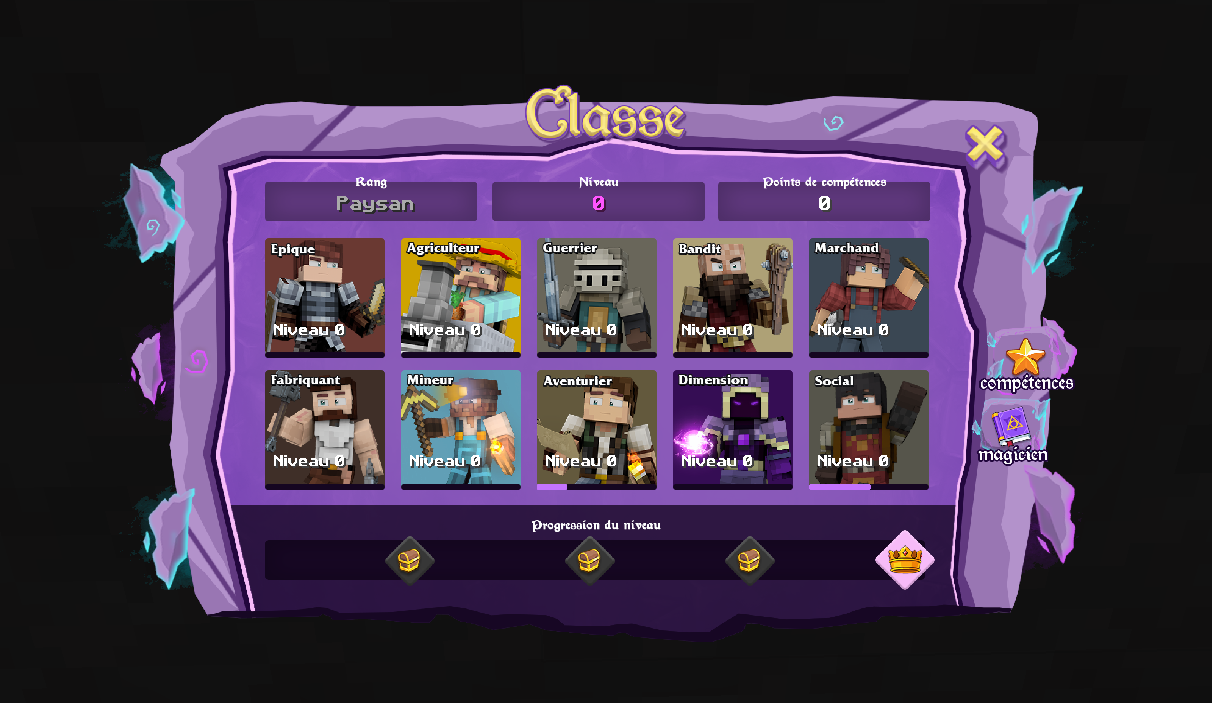 Classe
Rang
Niveau
Points de compétences
Paysan
0
0
Epique
Agriculteur
Guerrier
Bandit
Marchand
Niveau 0
Niveau 0
Niveau 0
Niveau 0
Niveau 0
Fabriquant
Mineur
Aventurier
Dimension
Social
Niveau 0
Niveau 0
Niveau 0
Niveau 0
Niveau 0
compétences
magicien
Progression du niveau